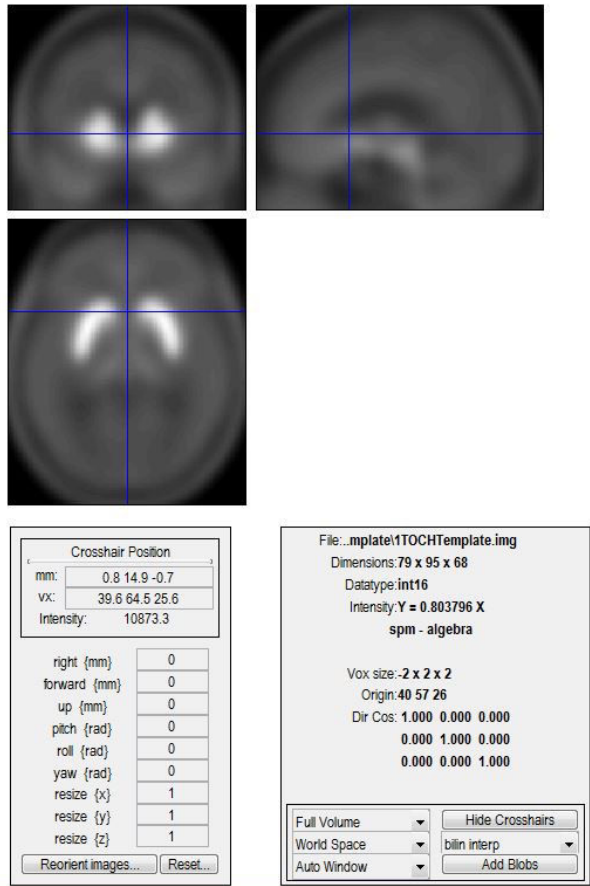 Crosshair Position
mm: 0.8 14.9 -0.7
vx: 39.6 64.5 25.6
Intensity: 10873.3
right {mm} 0
forward {mm} 0
up {mm} 0
pitch {rad} 0
roll {rad} 0
yaw {rad} 0
resize {x} 1
resize {y} 1
resize {z} 1
Reorient images... Reset...
File:..mplate\1TOCHTemplate.img
Dimensions:79 x 95 x 68
Datatype:int16
Intensity:Y = 0.803796 X
spm - algebra
Vox size:-2 x 2 x 2
Origin:40 57 26
Dir Cos: 1.000 0.000 0.000
0.000 1.000 0.000
0.000 0.000 1.000
Full Volume Hide Crosshairs
World Space bilin interp
Auto Window Add Blobs